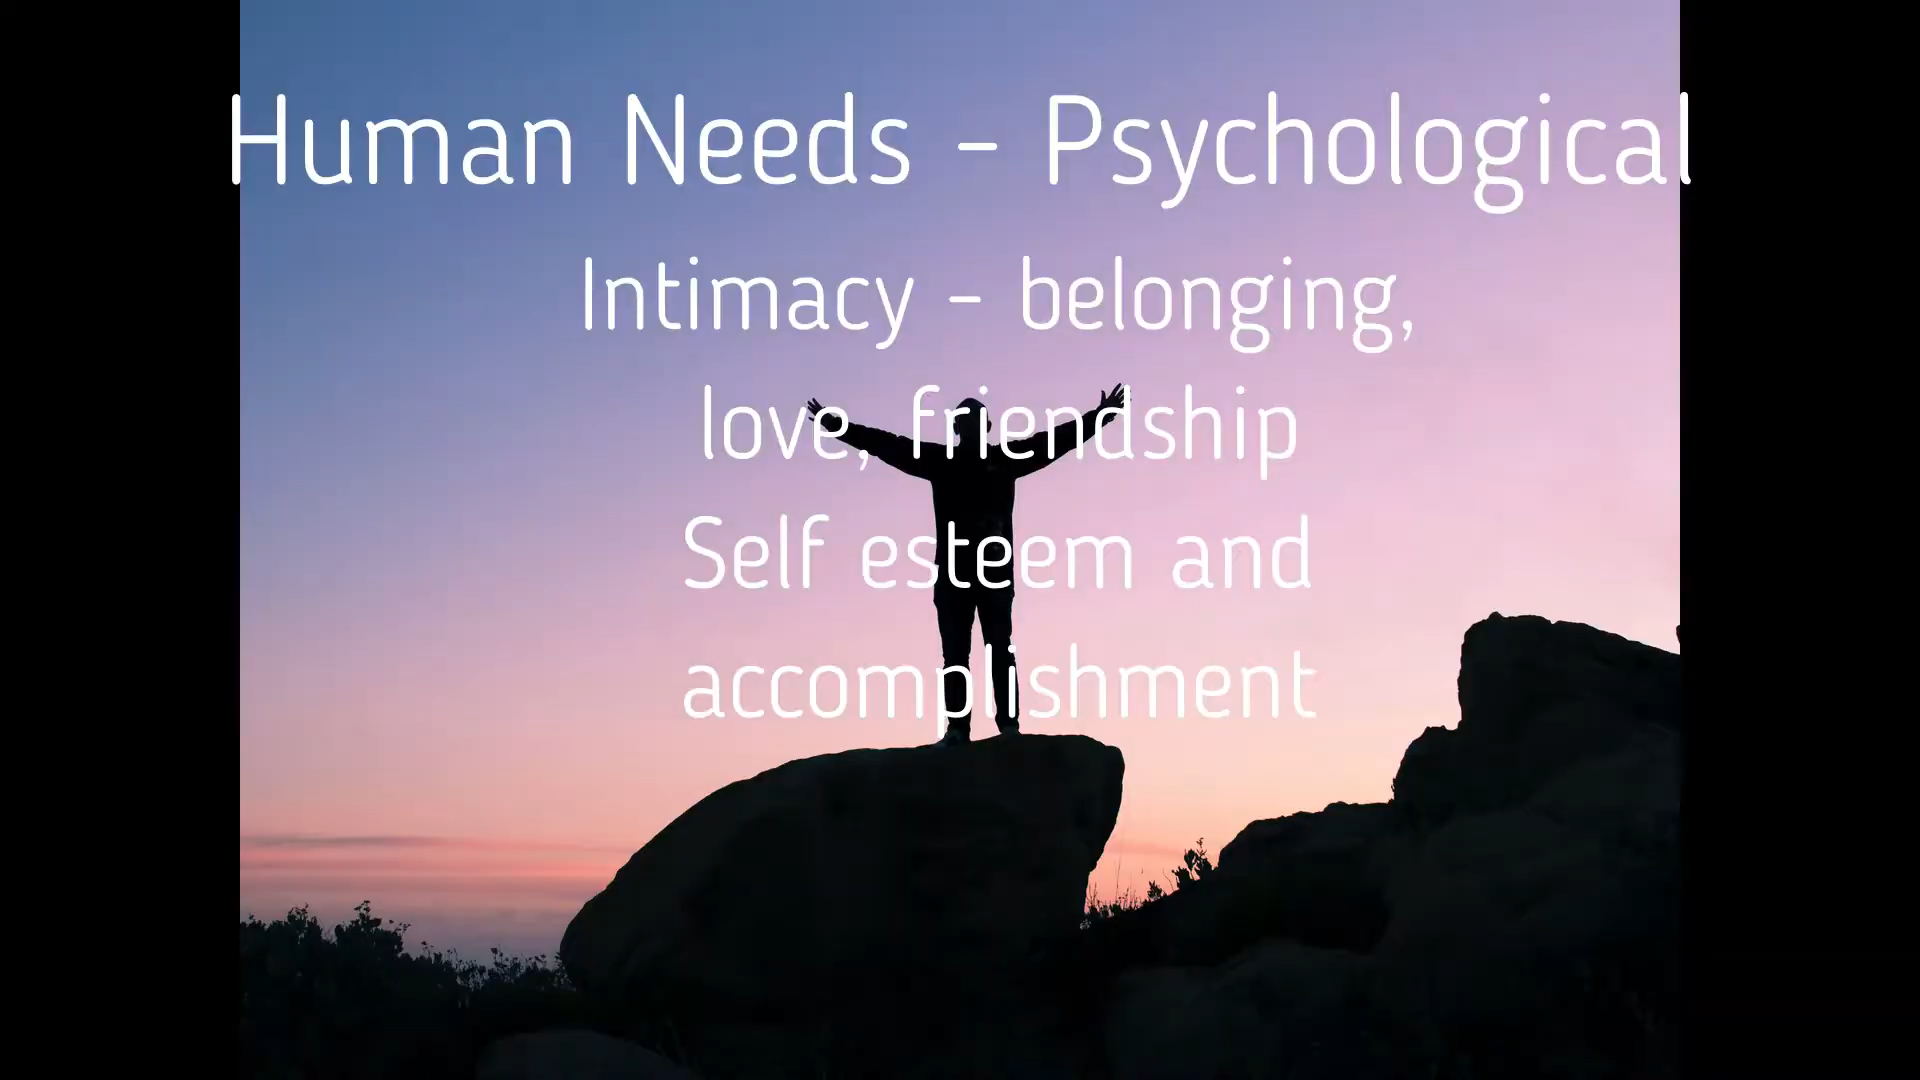 Human Needs - Psychological
Intimacy - belonging,
love, friendship
Self esteem and
accomplishment